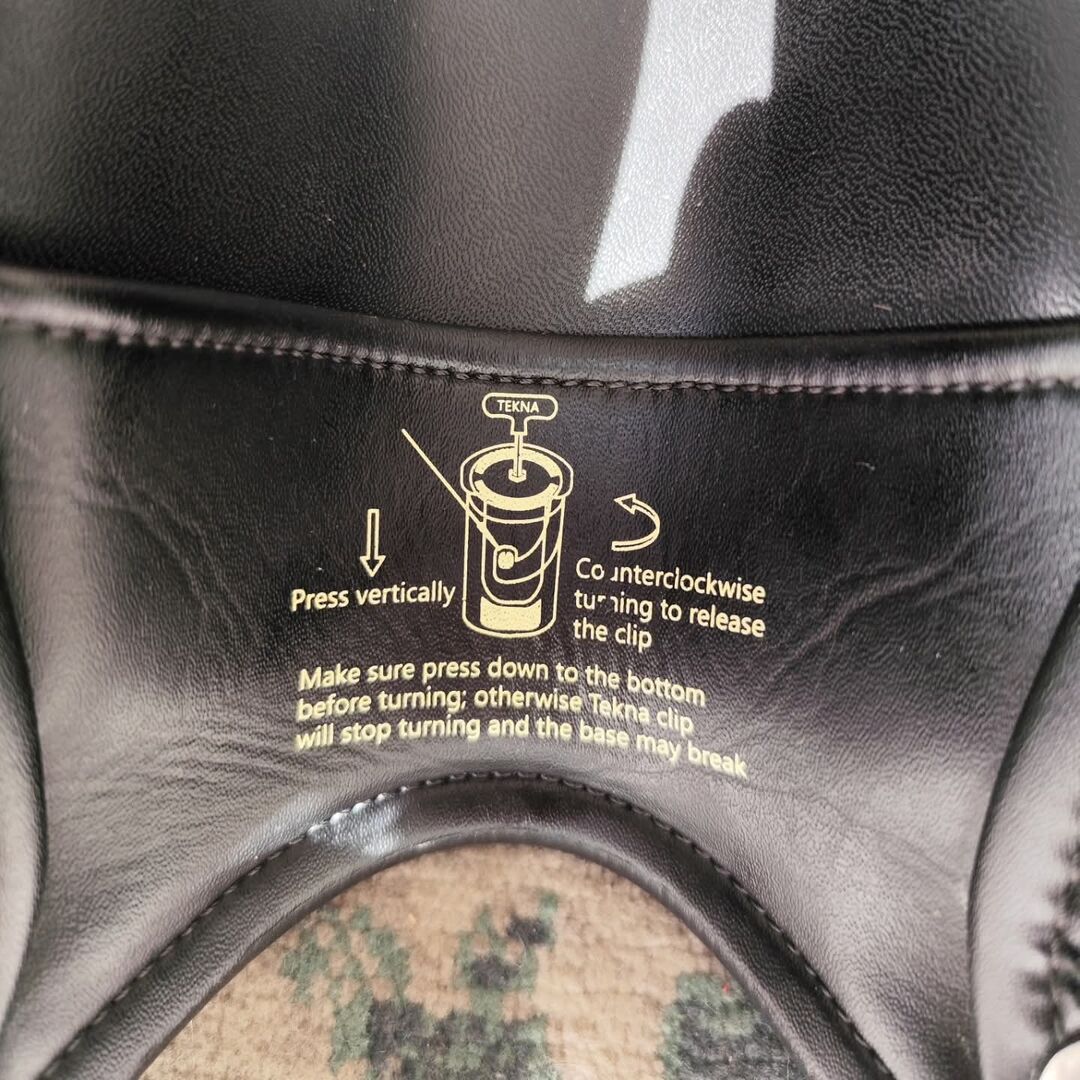 TEKNA
Press vertically
Counterclockwise
turning to release
the clip
Make sure press down to the bottom
before turning; otherwise Tekna clip
will stop turning and the base may break